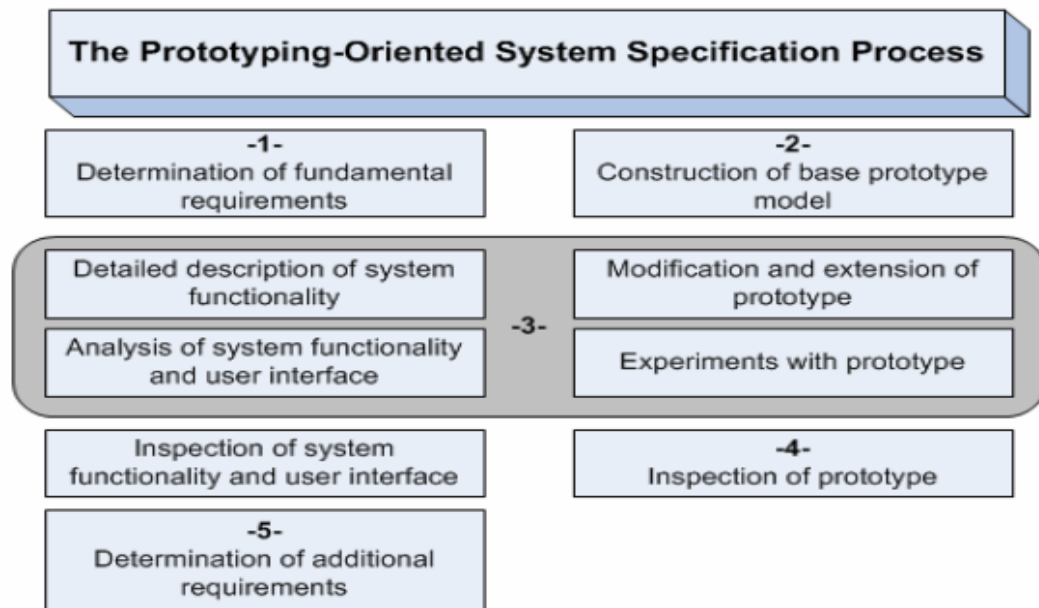 The Prototyping-Oriented System Specification Process
-1-
Determination of fundamental
requirements
-2-
Construction of base prototype
model
Detailed description of system
functionality
Modification and extension of
prototype
-3-
Analysis of system functionality
and user interface
Experiments with prototype
Inspection of system
functionality and user interface
-4-
Inspection of prototype
-5-
Determination of additional
requirements